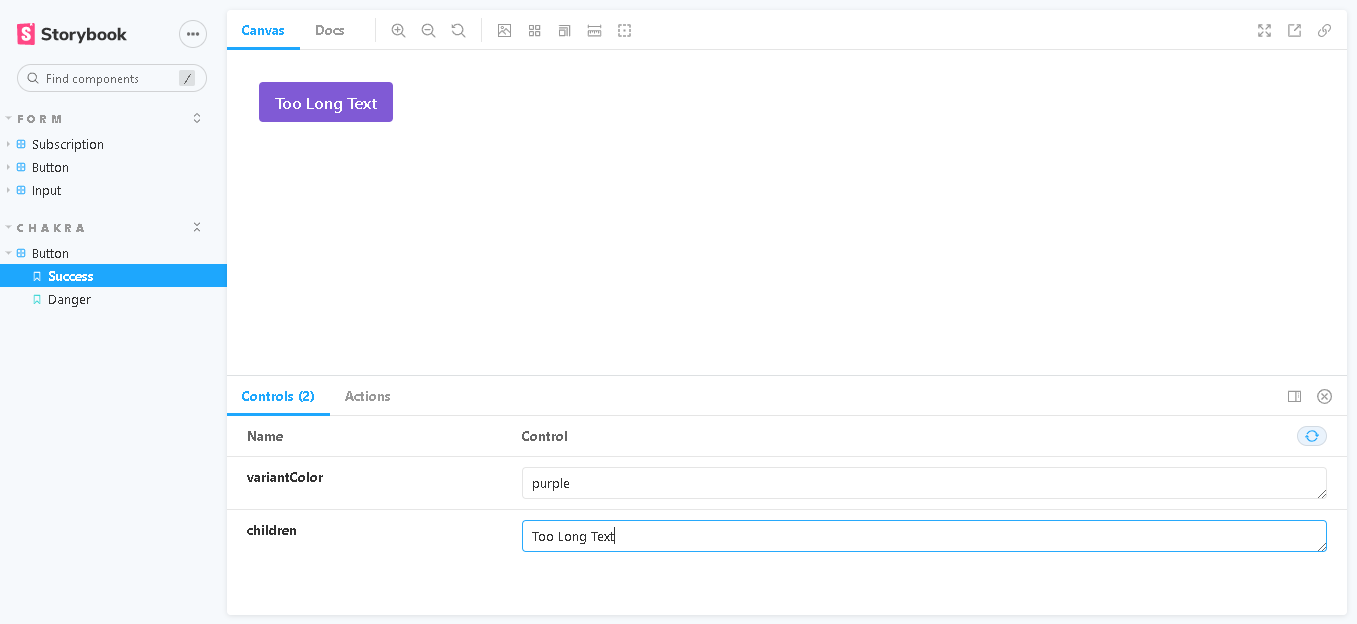 Storybook
Find components /
FORM
Subscription
Button
Input
CHAKRA
Button
Success
Danger
Canvas Docs
Too Long Text
Controls (2) Actions
Name Control
variantColor purple
children Too Long Text